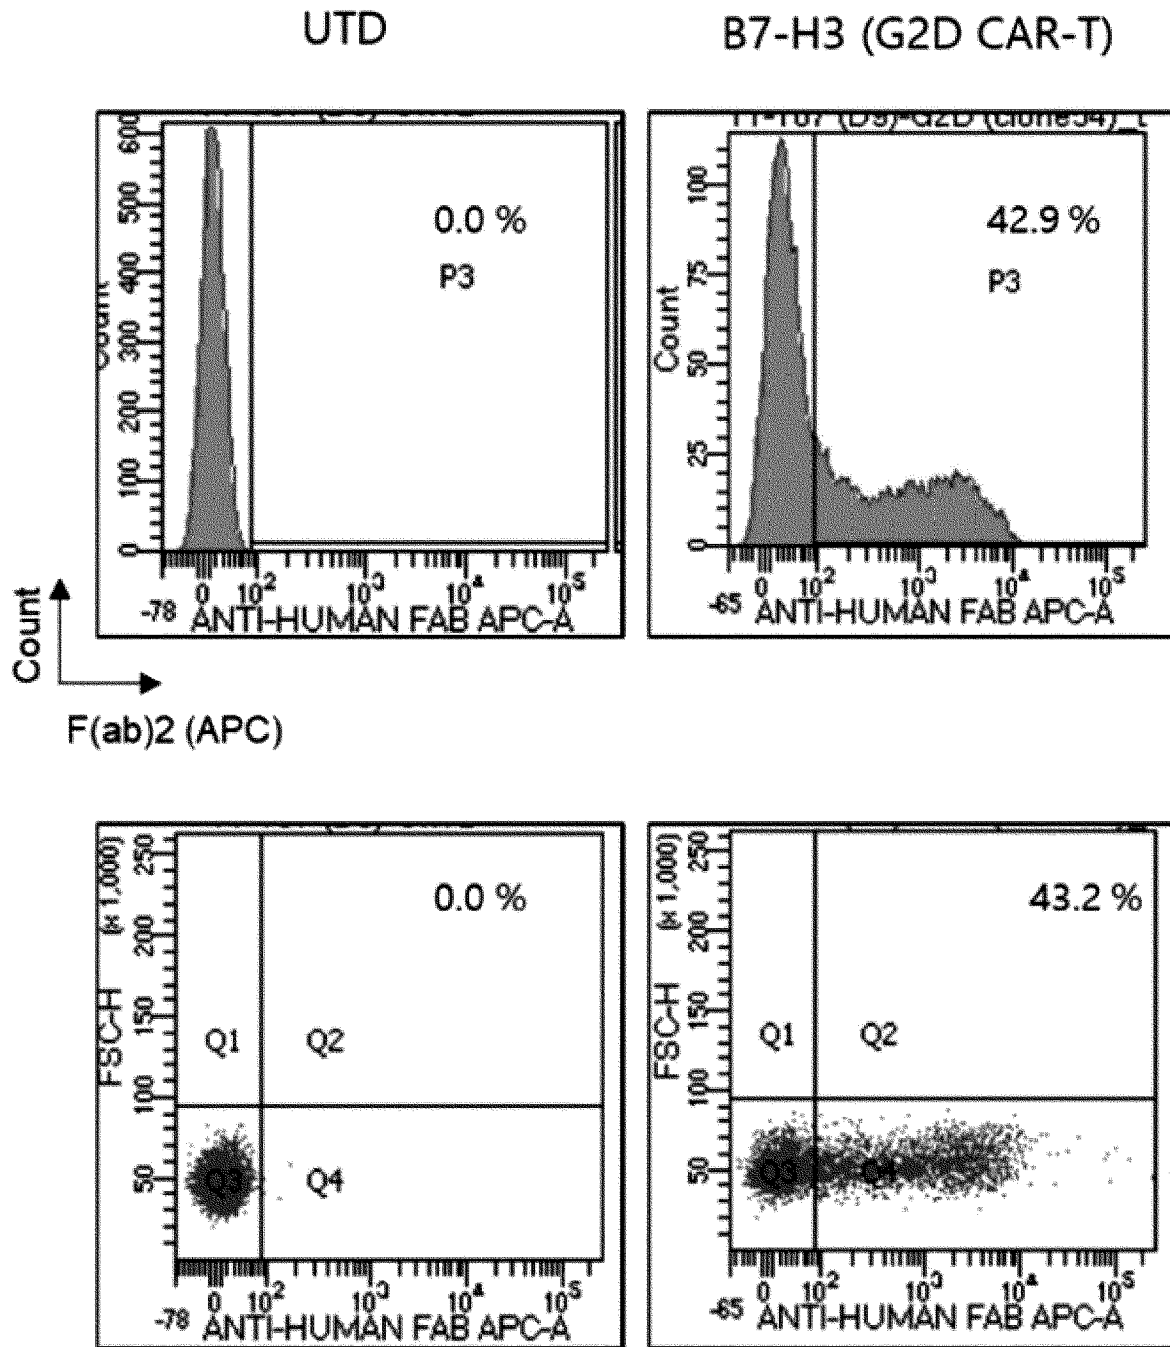 UTD
B7-H3 (G2D CAR-T)
600
500
400
300
200
100
0
Count
0.0 %
P3
-78
0 10² 10³ 10⁴ 10⁵
ANTI-HUMAN FAB APC-A
100
75
50
25
0
Count
42.9 %
P3
-65
0 10² 10³ 10⁴ 10⁵
ANTI-HUMAN FAB APC-A
Count
F(ab)2 (APC)
250
200
150
100
50
FSC-H (x 1,000)
0.0 %
Q1 Q2
Q3 Q4
-78
0 10² 10³ 10⁴ 10⁵
ANTI-HUMAN FAB APC-A
250
200
150
100
50
FSC-H (x 1,000)
43.2 %
Q1 Q2
Q3 Q4
-65
0 10² 10³ 10⁴ 10⁵
ANTI-HUMAN FAB APC-A